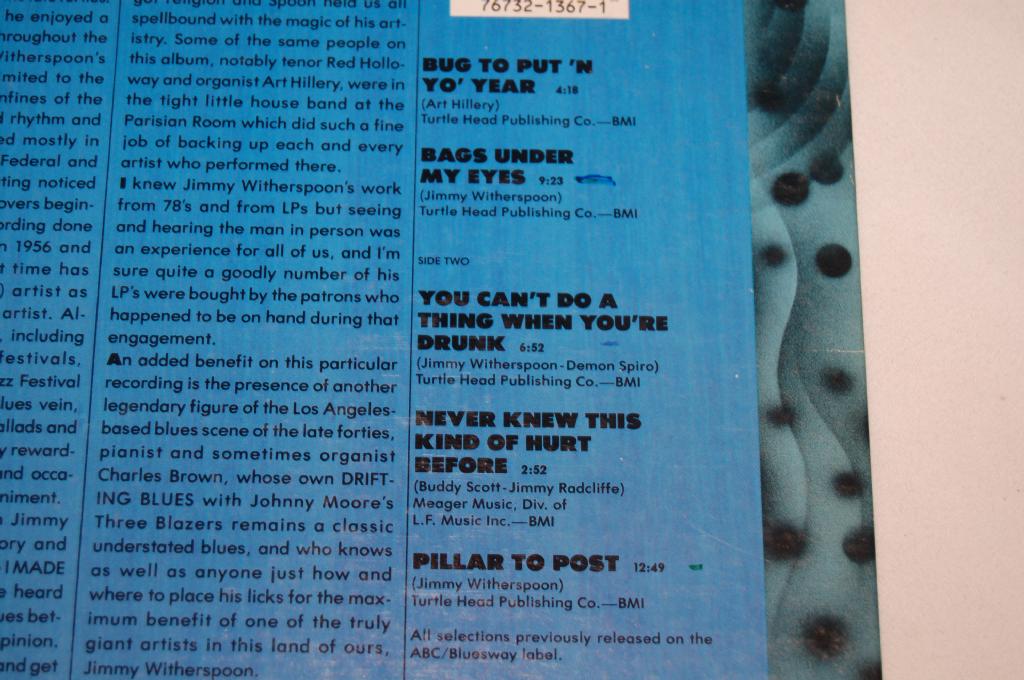 he enjoyed a
hroughout the
itherspoon's
mited to the
nfines of the
rhythm and
ed mostly in
Federal and
ting noticed
overs begin-
ording done
1956 and
time has
artist as
artist. Al-
including
festivals,
zz Festival
lues vein,
allads and
reward-
and occa-
niment.
Jimmy
ory and
I MADE
heard
ues bet-
pinion.
and get
got religion and Spoon held us all
spellbound with the magic of his art-
istry. Some of the same people on
this album, notably tenor Red Hollo-
way and organist Art Hillery, were in
the tight little house band at the
Parisian Room which did such a fine
job of backing up each and every
artist who performed there.
I knew Jimmy Witherspoon's work
from 78's and from LPs but seeing
and hearing the man in person was
an experience for all of us, and I'm
sure quite a goodly number of his
LP's were bought by the patrons who
happened to be on hand during that
engagement.
An added benefit on this particular
recording is the presence of another
legendary figure of the Los Angeles-
based blues scene of the late forties,
pianist and sometimes organist
Charles Brown, whose own DRIFT-
ING BLUES with Johnny Moore's
Three Blazers remains a classic
understated blues, and who knows
as well as anyone just how and
where to place his licks for the max-
imum benefit of one of the truly
giant artists in this land of ours,
Jimmy Witherspoon.
76732-1367-1
BUG TO PUT 'N
YO' YEAR 4:18
(Art Hillery)
Turtle Head Publishing Co.—BMI
BAGS UNDER
MY EYES 9:23
(Jimmy Witherspoon)
Turtle Head Publishing Co.—BMI
SIDE TWO
YOU CAN'T DO A
THING WHEN YOU'RE
DRUNK 6:52
(Jimmy Witherspoon-Demon Spiro)
Turtle Head Publishing Co.—BMI
NEVER KNEW THIS
KIND OF HURT
BEFORE 2:52
(Buddy Scott-Jimmy Radcliffe)
Meager Music, Div. of
L.F. Music Inc.—BMI
PILLAR TO POST 12:49
(Jimmy Witherspoon)
Turtle Head Publishing Co.—BMI
All selections previously released on the
ABC/Bluesway label.